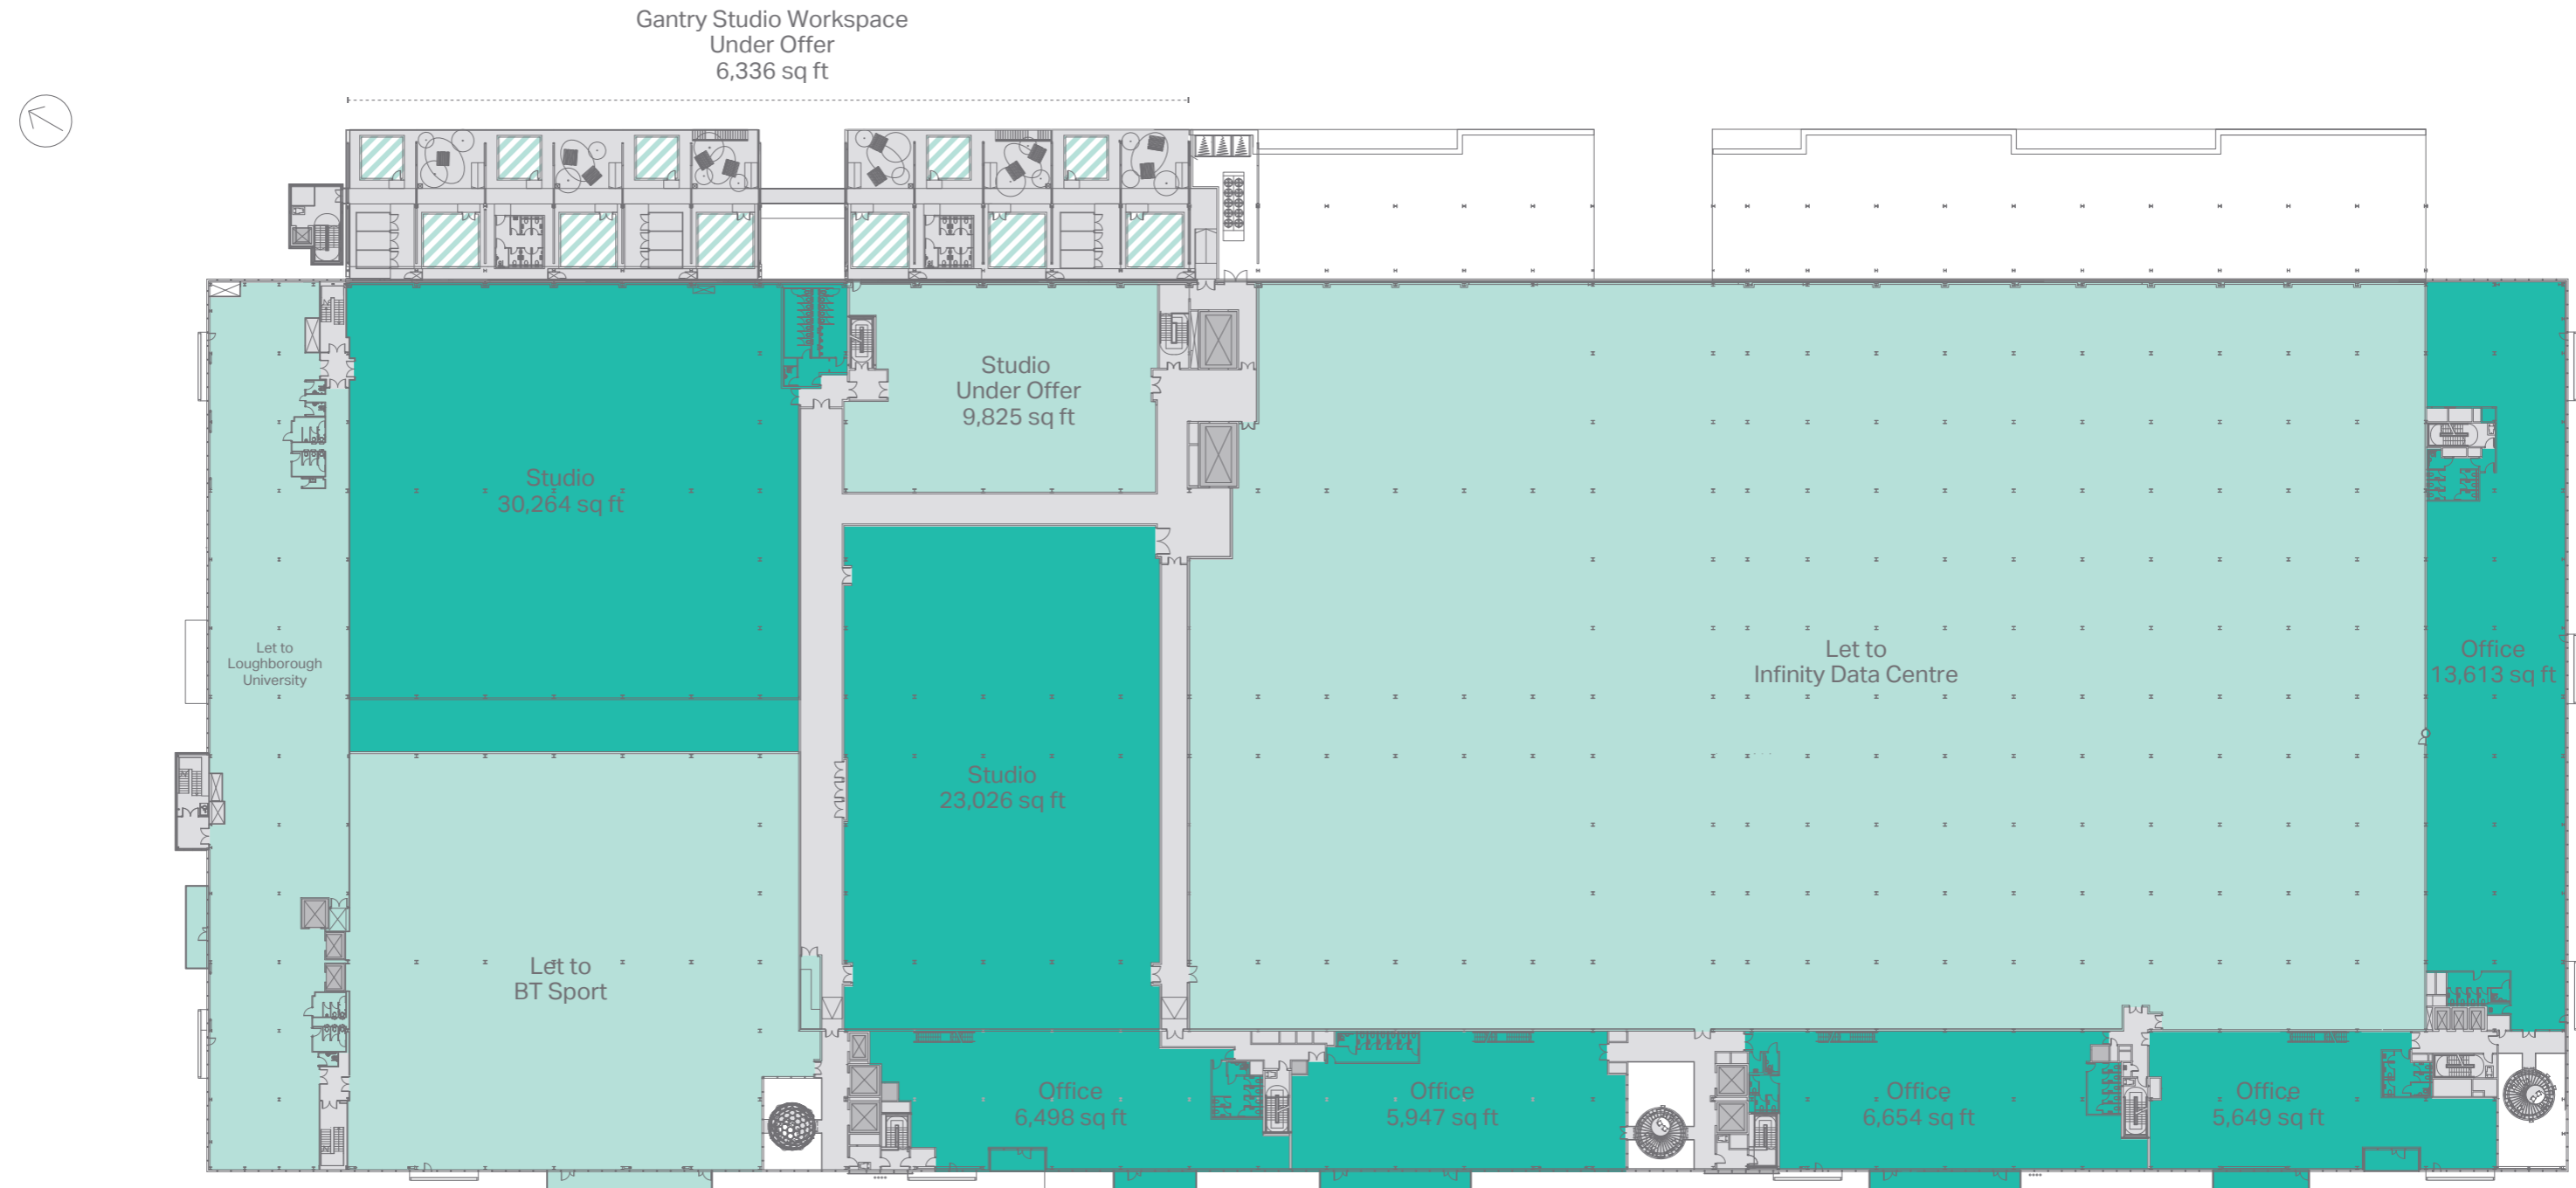 Gantry Studio Workspace
Under Offer
6,336 sq ft
Studio
Under Offer
9,825 sq ft
Studio
30,264 sq ft
Let to
Loughborough
University
Let to
Infinity Data Centre
Office
13,613 sq ft
Studio
23,026 sq ft
Let to
BT Sport
Office
6,498 sq ft
Office
5,947 sq ft
Office
6,654 sq ft
Office
5,649 sq ft